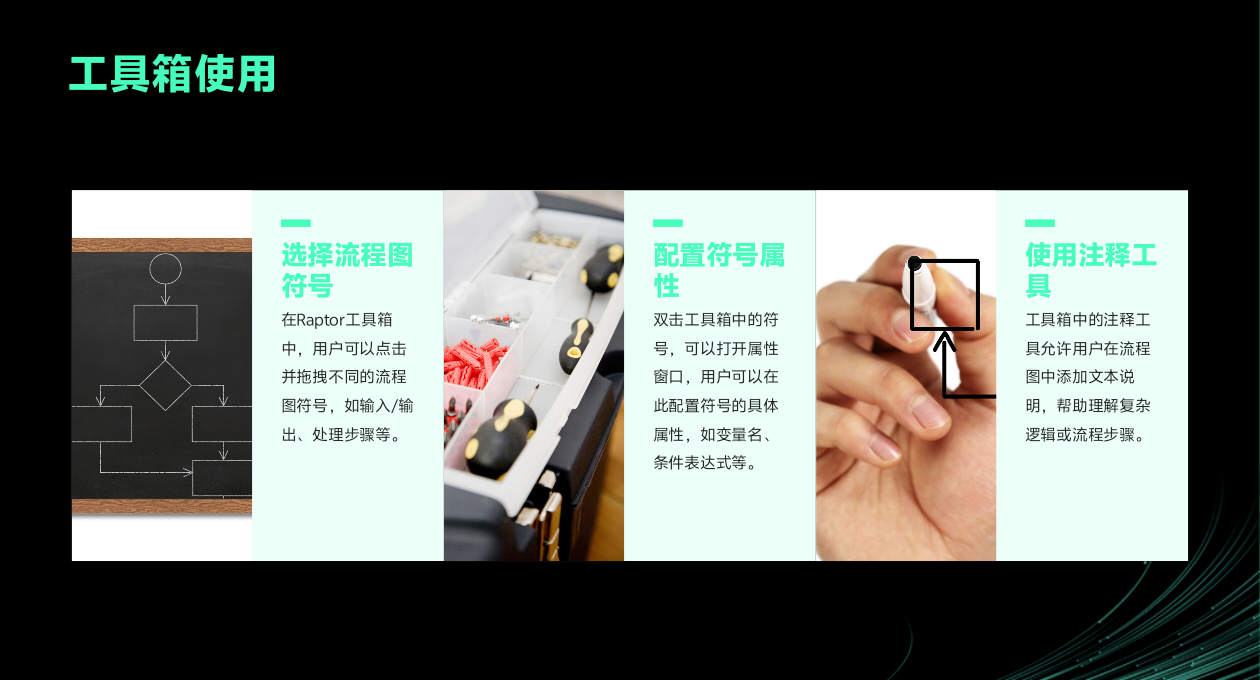 工具箱使用
选择流程图
符号
在Raptor工具箱
中，用户可以点击
并拖拽不同的流程
图符号，如输入/输
出、处理步骤等。
配置符号属
性
双击工具箱中的符
号，可以打开属性
窗口，用户可以在
此配置符号的具体
属性，如变量名、
条件表达式等。
使用注释工
具
工具箱中的注释工
具允许用户在流程
图中添加文本说
明，帮助理解复杂
逻辑或流程步骤。